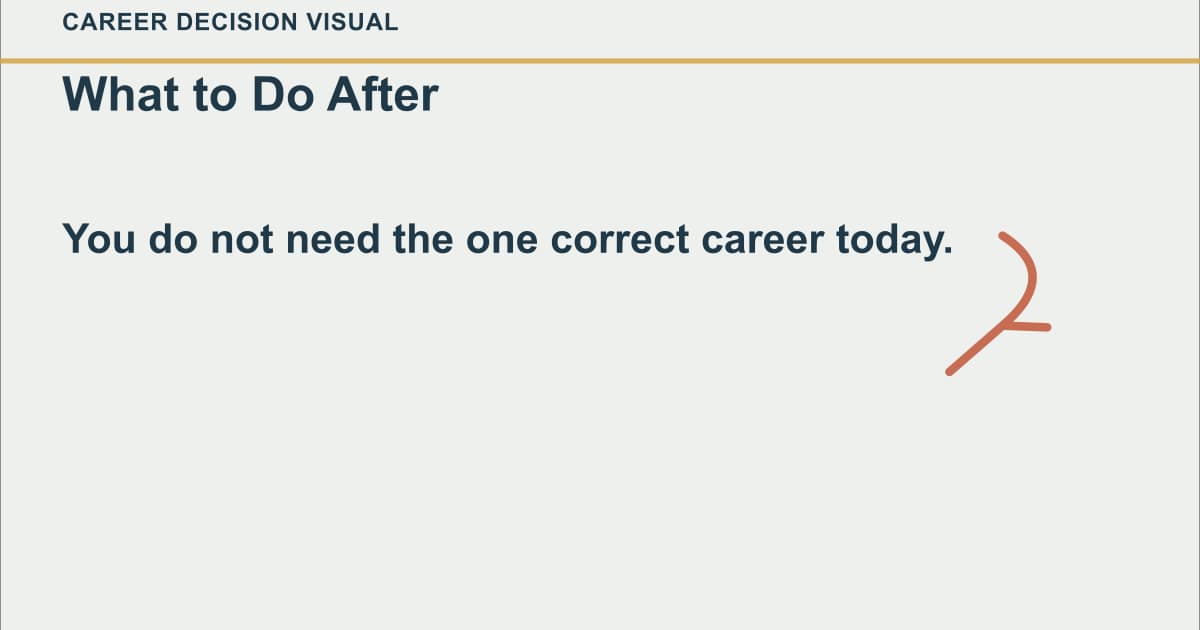 CAREER DECISION VISUAL
What to Do After
You do not need the one correct career today.